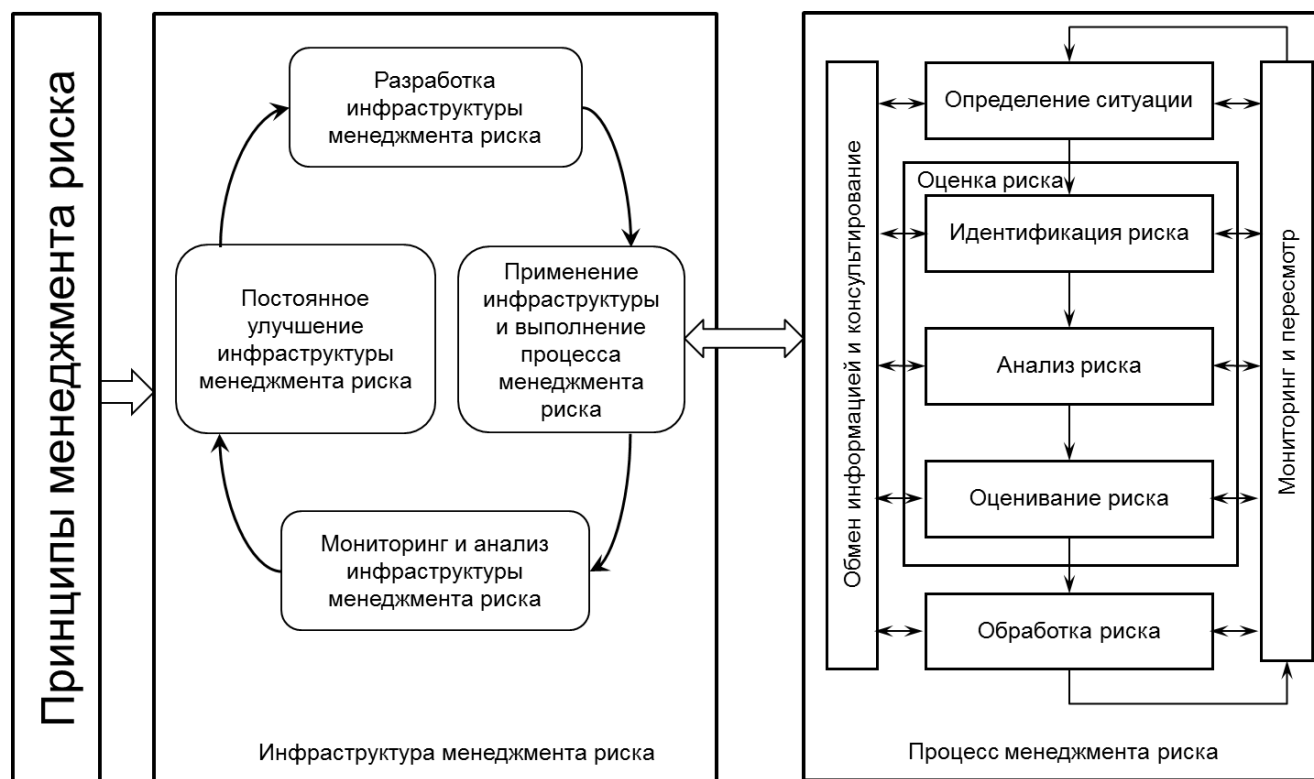 Принципы менеджмента риска
Разработка
инфраструктуры
менеджмента риска
Постоянное
улучшение
инфраструктуры
менеджмента риска
Применение
инфраструктуры
и выполнение
процесса
менеджмента
риска
Мониторинг и анализ
инфраструктуры
менеджмента риска
Инфраструктура менеджмента риска
Обмен информацией и консультирование
Определение ситуации
Оценка риска
Идентификация риска
Анализ риска
Оценивание риска
Обработка риска
Мониторинг и пересмотр
Процесс менеджмента риска